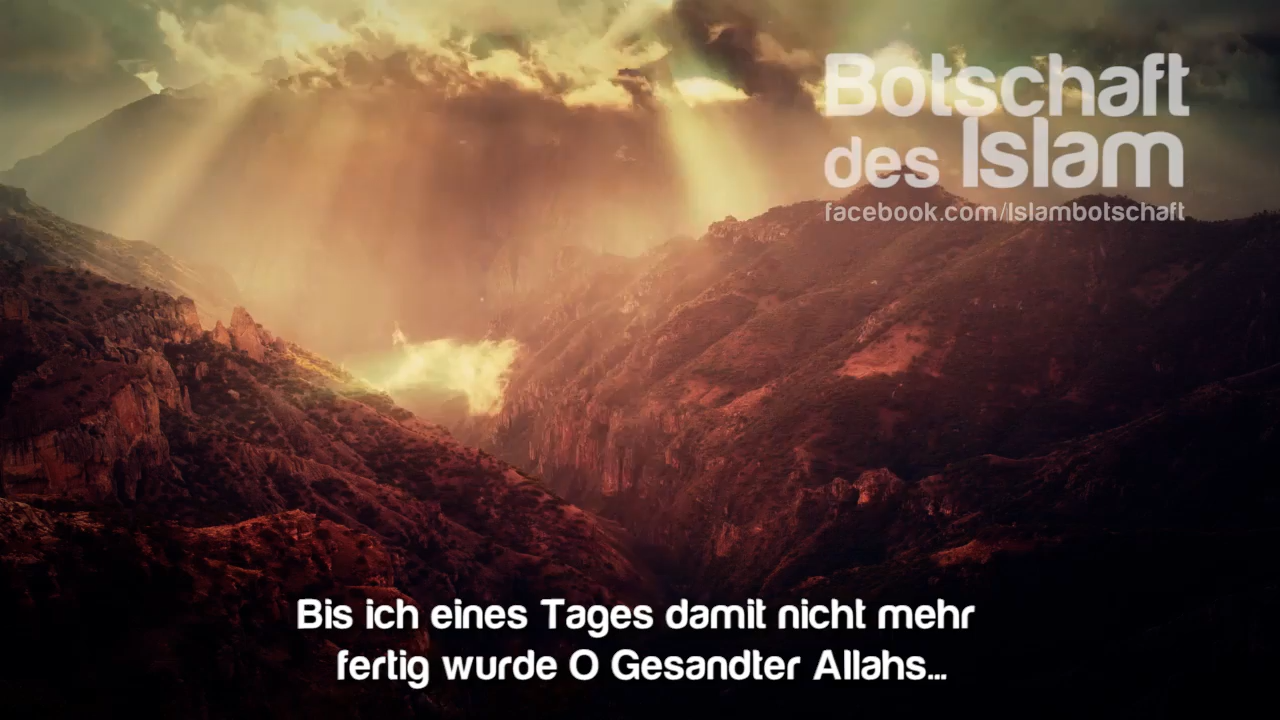 Botschaft
des Islam
facebook.com/Islambotschaft
Bis ich eines Tages damit nicht mehr
fertig wurde O Gesandter Allahs...